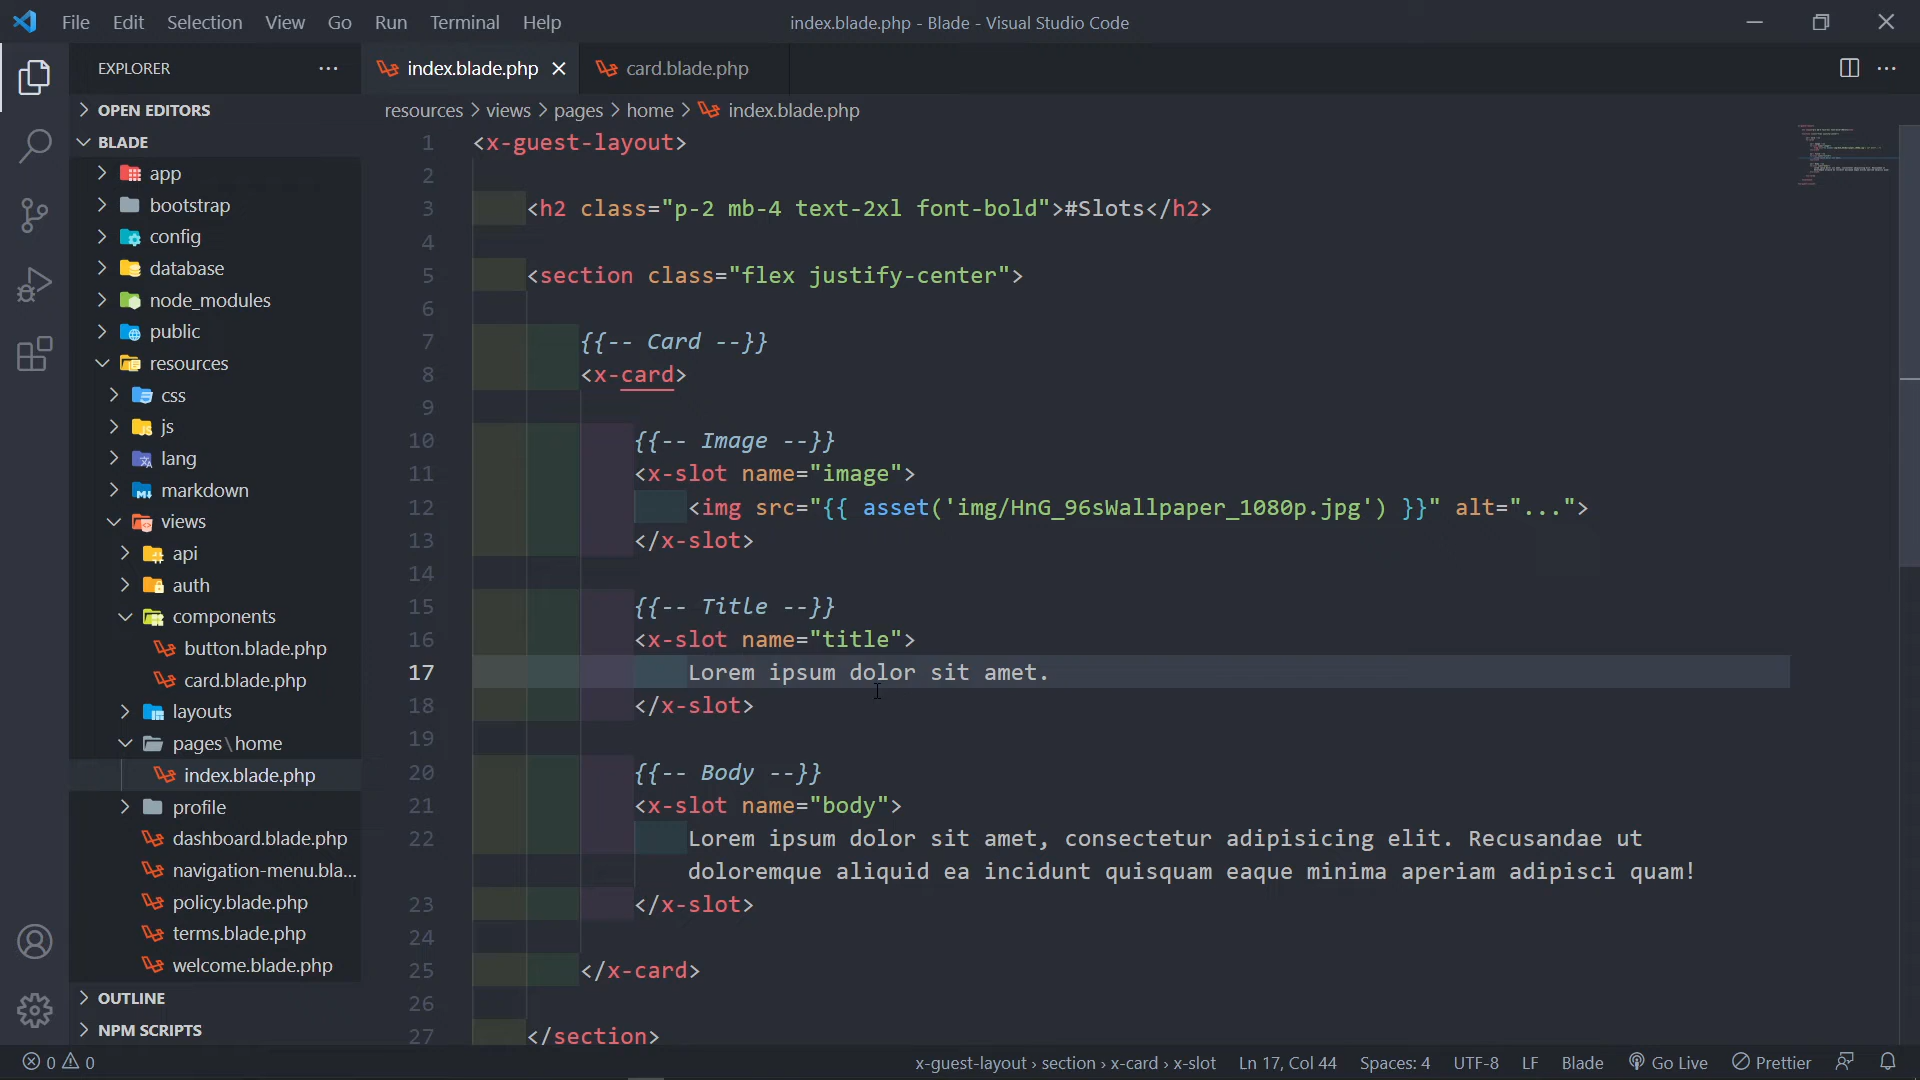 File Edit Selection View Go Run Terminal Help index.blade.php - Blade - Visual Studio Code
EXPLORER
index.blade.php
card.blade.php
OPEN EDITORS
resources > views > pages > home > index.blade.php
BLADE
app
bootstrap
config
database
node_modules
public
resources
css
js
lang
markdown
views
api
auth
components
button.blade.php
card.blade.php
layouts
pages\home
index.blade.php
profile
dashboard.blade.php
navigation-menu.bla...
policy.blade.php
terms.blade.php
welcome.blade.php
OUTLINE
NPM SCRIPTS
1 <x-guest-layout>
2
3 <h2 class="p-2 mb-4 text-2xl font-bold">#Slots</h2>
4
5 <section class="flex justify-center">
6
7 {{-- Card --}}
8 <x-card>
9
10 {{-- Image --}}
11 <x-slot name="image">
12 <img src="{{ asset('img/HnG_96sWallpaper_1080p.jpg') }}" alt="...">
13 </x-slot>
14
15 {{-- Title --}}
16 <x-slot name="title">
17 Lorem ipsum dolor sit amet.
18 </x-slot>
19
20 {{-- Body --}}
21 <x-slot name="body">
22 Lorem ipsum dolor sit amet, consectetur adipisicing elit. Recusandae ut
doloremque aliquid ea incidunt quisquam eaque minima aperiam adipisci quam!
23 </x-slot>
24
25 </x-card>
26
27 </section>
0 0 x-guest-layout › section › x-card › x-slot Ln 17, Col 44 Spaces: 4 UTF-8 LF Blade Go Live Prettier